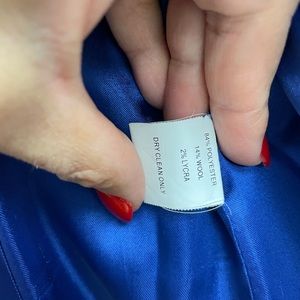 84% POLYESTER
14% WOOL
2% LYCRA
DRY CLEAN ONLY